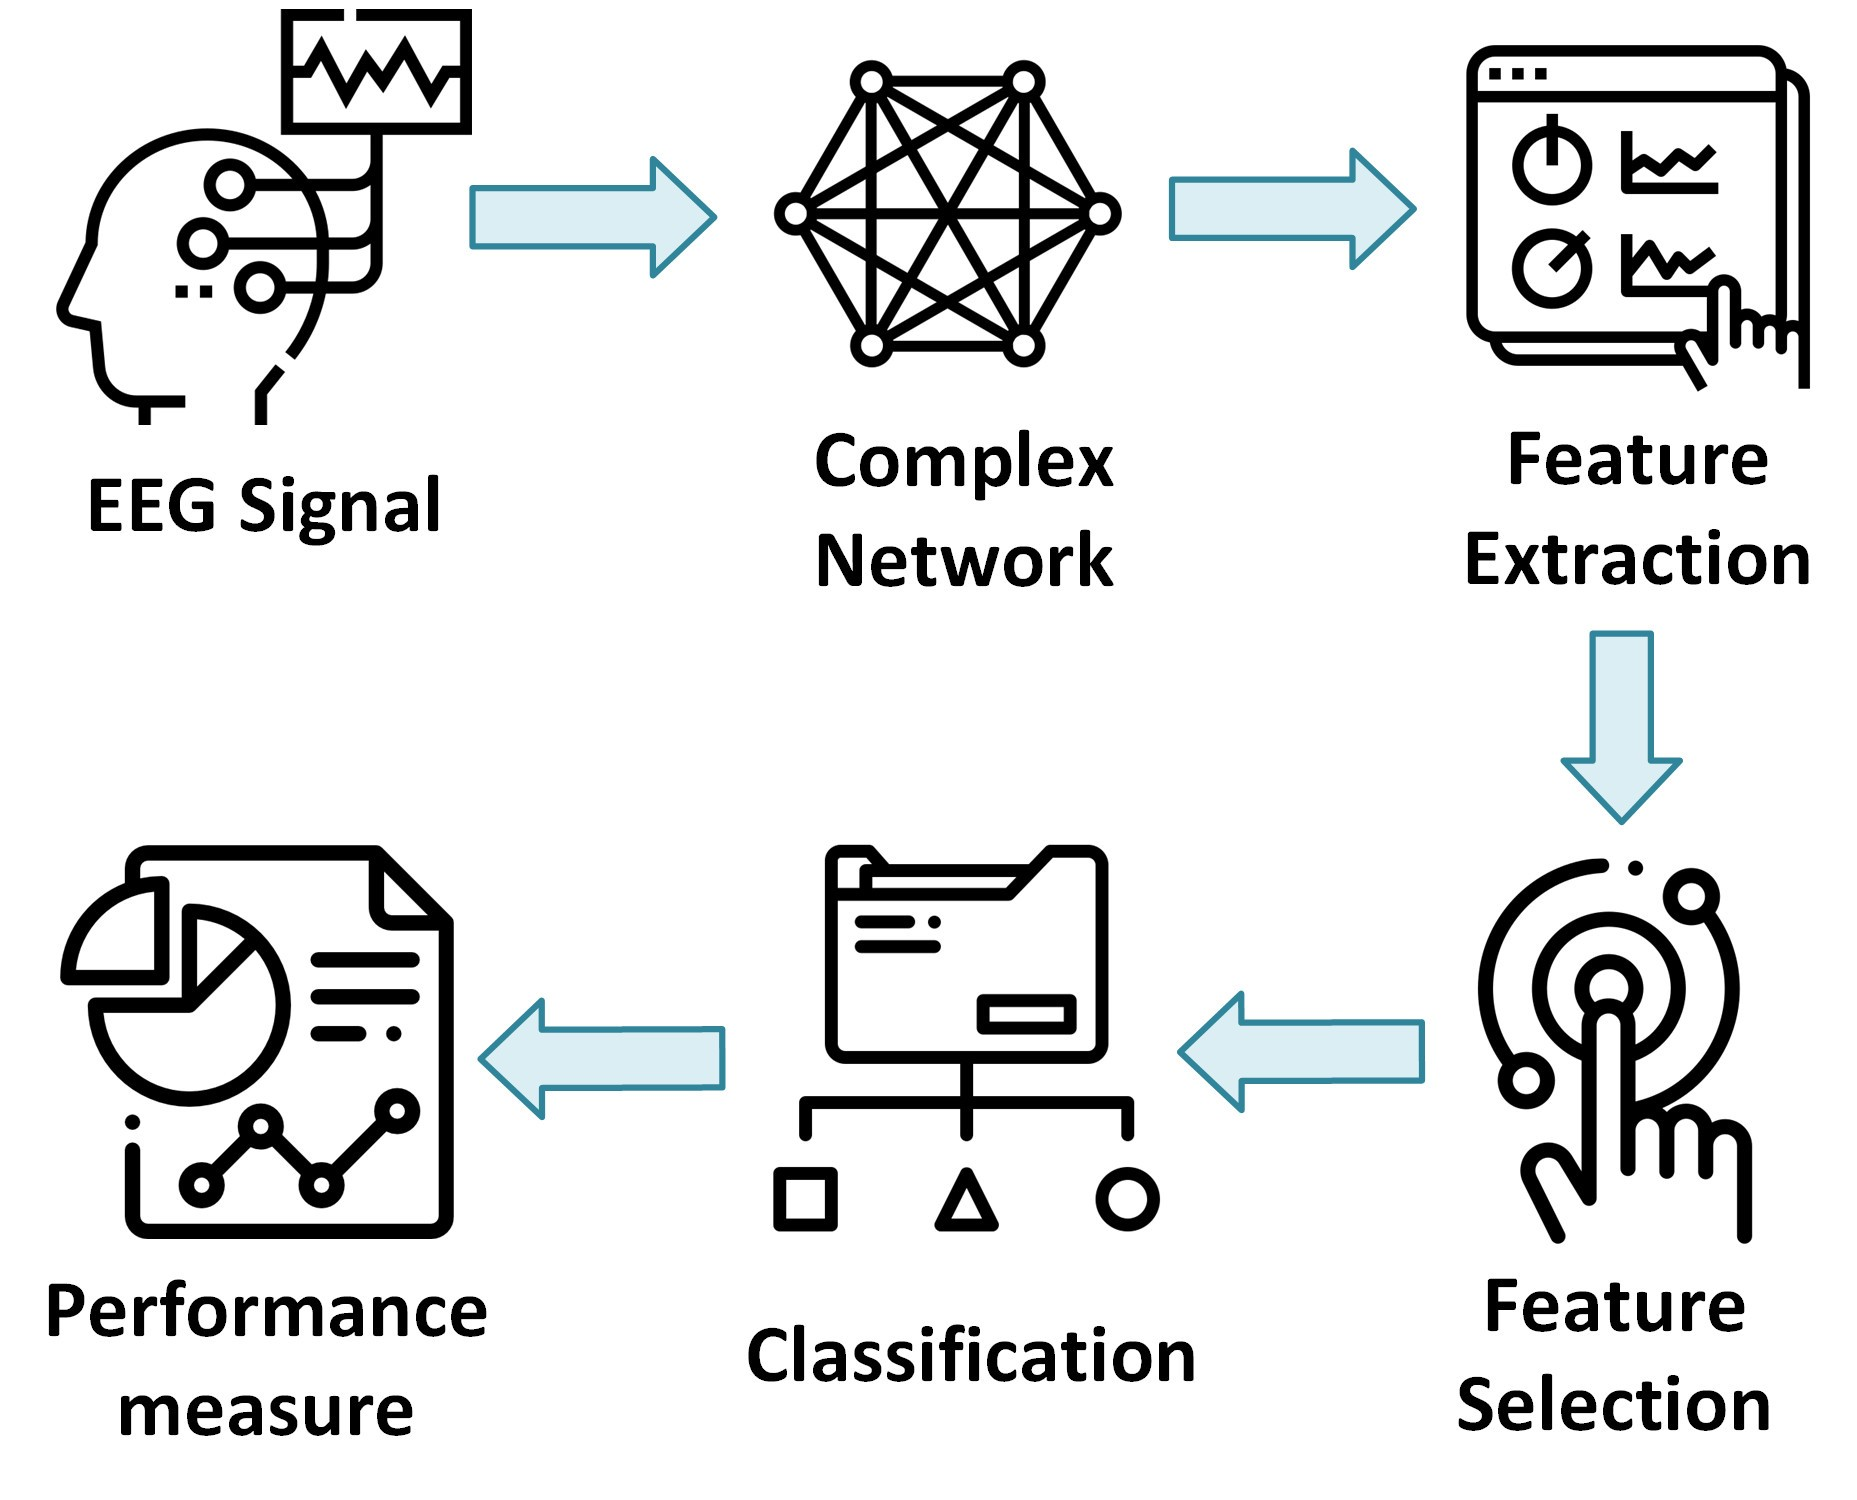 EEG Signal
Complex
Network
Feature
Extraction
Feature
Selection
Classification
Performance
measure